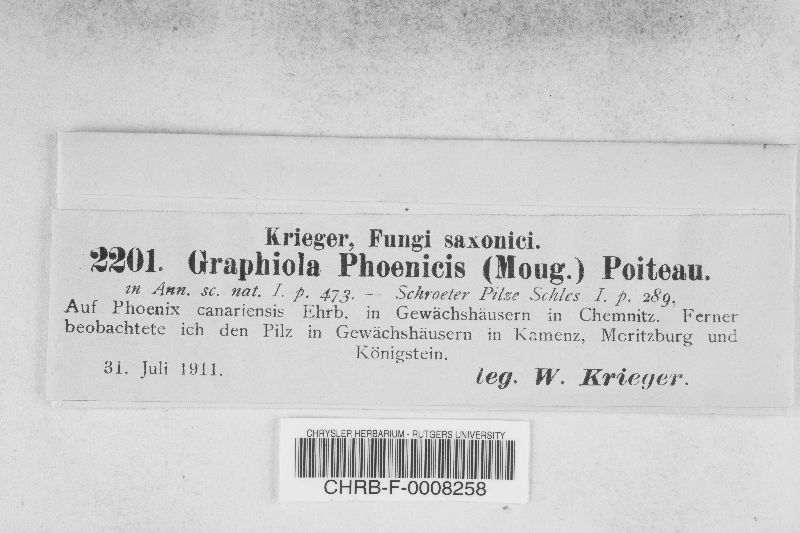 Krieger, Fungi saxonici.
2201. Graphiola Phoenicis (Moug.) Poiteau.
in Ann. sc. nat. I. p. 473. — Schroeter Pilze Schles I. p. 289.
Auf Phoenix canariensis Ehrb. in Gewächshäusern in Chemnitz. Ferner
beobachtete ich den Pilz in Gewächshäusern in Kamenz, Moritzburg und
Königstein.
31. Juli 1911.
leg. W. Krieger.
CHRYSLER HERBARIUM - RUTGERS UNIVERSITY
CHRB-F-0008258